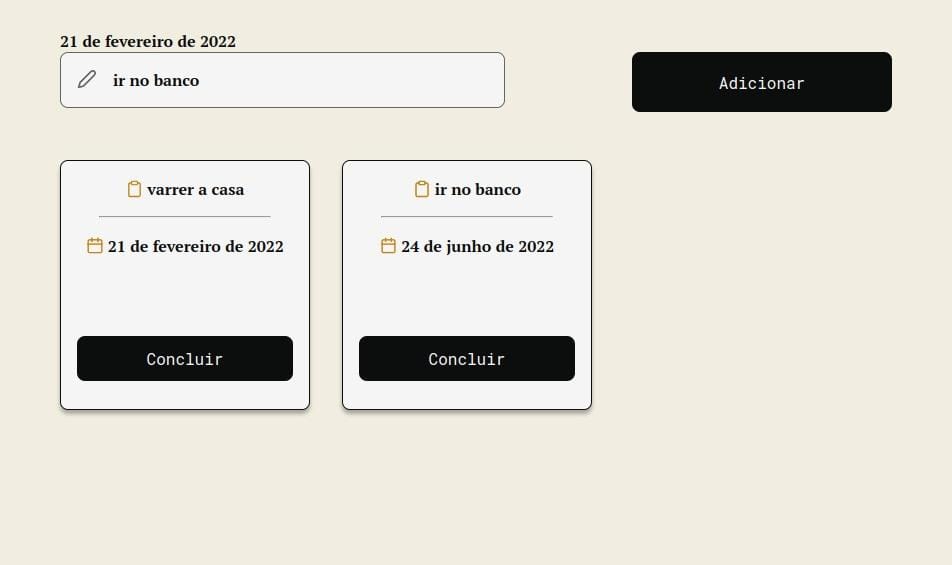 21 de fevereiro de 2022
ir no banco
Adicionar
varrer a casa
21 de fevereiro de 2022
Concluir
ir no banco
24 de junho de 2022
Concluir